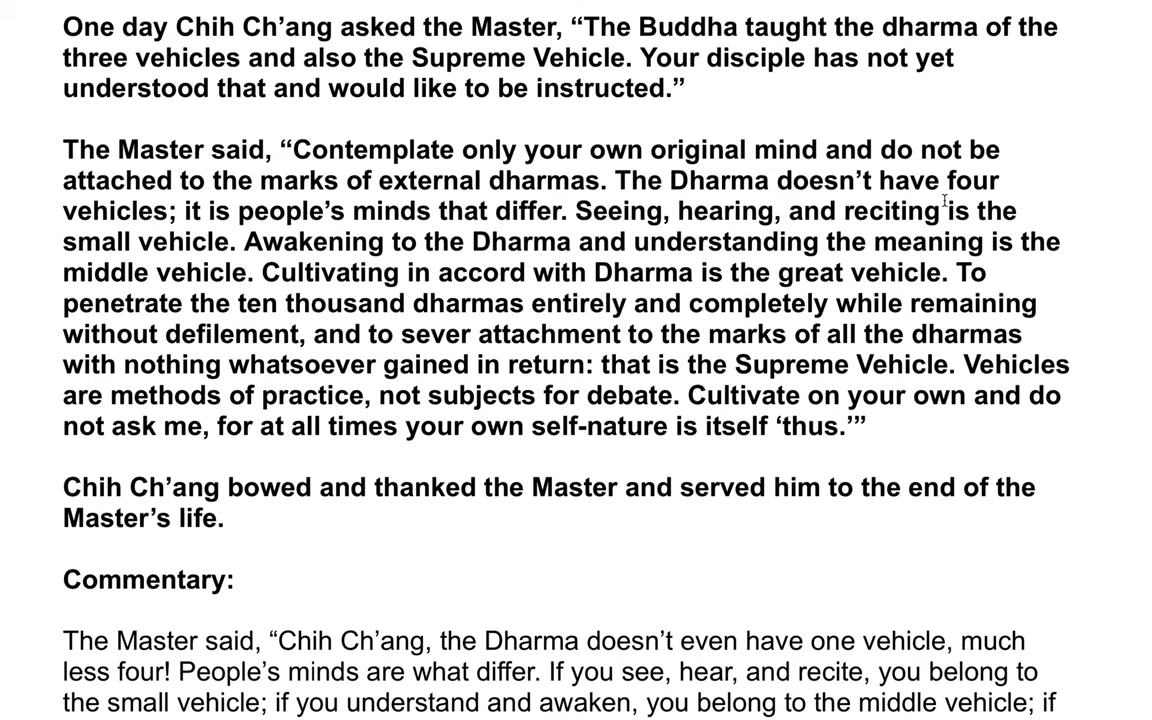 One day Chih Ch’ang asked the Master, “The Buddha taught the dharma of the
three vehicles and also the Supreme Vehicle. Your disciple has not yet
understood that and would like to be instructed.”
The Master said, “Contemplate only your own original mind and do not be
attached to the marks of external dharmas. The Dharma doesn’t have four
vehicles; it is people’s minds that differ. Seeing, hearing, and reciting is the
small vehicle. Awakening to the Dharma and understanding the meaning is the
middle vehicle. Cultivating in accord with Dharma is the great vehicle. To
penetrate the ten thousand dharmas entirely and completely while remaining
without defilement, and to sever attachment to the marks of all the dharmas
with nothing whatsoever gained in return: that is the Supreme Vehicle. Vehicles
are methods of practice, not subjects for debate. Cultivate on your own and do
not ask me, for at all times your own self-nature is itself ‘thus.’”
Chih Ch’ang bowed and thanked the Master and served him to the end of the
Master’s life.
Commentary:
The Master said, “Chih Ch’ang, the Dharma doesn’t even have one vehicle, much
less four! People’s minds are what differ. If you see, hear, and recite, you belong to
the small vehicle; if you understand and awaken, you belong to the middle vehicle; if